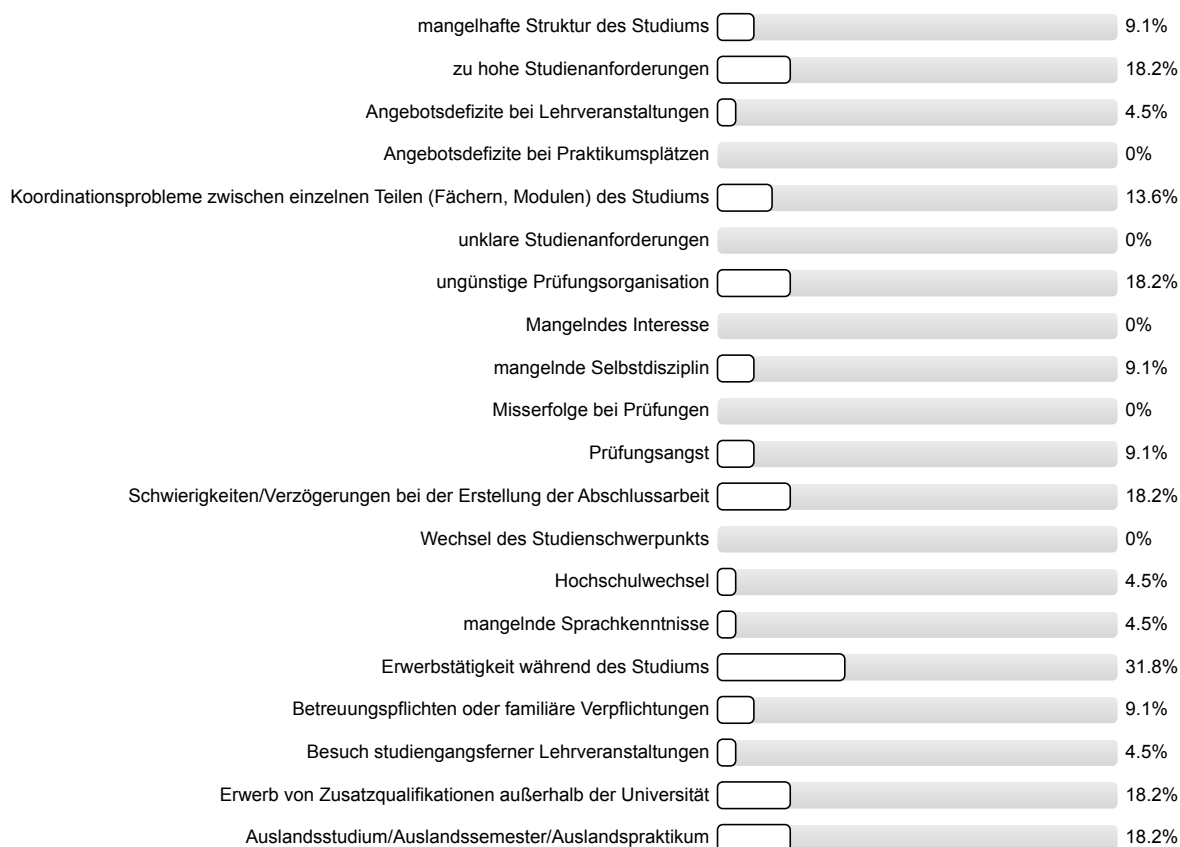 mangelhafte Struktur des Studiums 9.1%
zu hohe Studienanforderungen 18.2%
Angebotsdefizite bei Lehrveranstaltungen 4.5%
Angebotsdefizite bei Praktikumsplätzen 0%
Koordinationsprobleme zwischen einzelnen Teilen (Fächern, Modulen) des Studiums 13.6%
unklare Studienanforderungen 0%
ungünstige Prüfungsorganisation 18.2%
Mangelndes Interesse 0%
mangelnde Selbstdisziplin 9.1%
Misserfolge bei Prüfungen 0%
Prüfungsangst 9.1%
Schwierigkeiten/Verzögerungen bei der Erstellung der Abschlussarbeit 18.2%
Wechsel des Studienschwerpunkts 0%
Hochschulwechsel 4.5%
mangelnde Sprachkenntnisse 4.5%
Erwerbstätigkeit während des Studiums 31.8%
Betreuungspflichten oder familiäre Verpflichtungen 9.1%
Besuch studiengangsferner Lehrveranstaltungen 4.5%
Erwerb von Zusatzqualifikationen außerhalb der Universität 18.2%
Auslandsstudium/Auslandssemester/Auslandspraktikum 18.2%